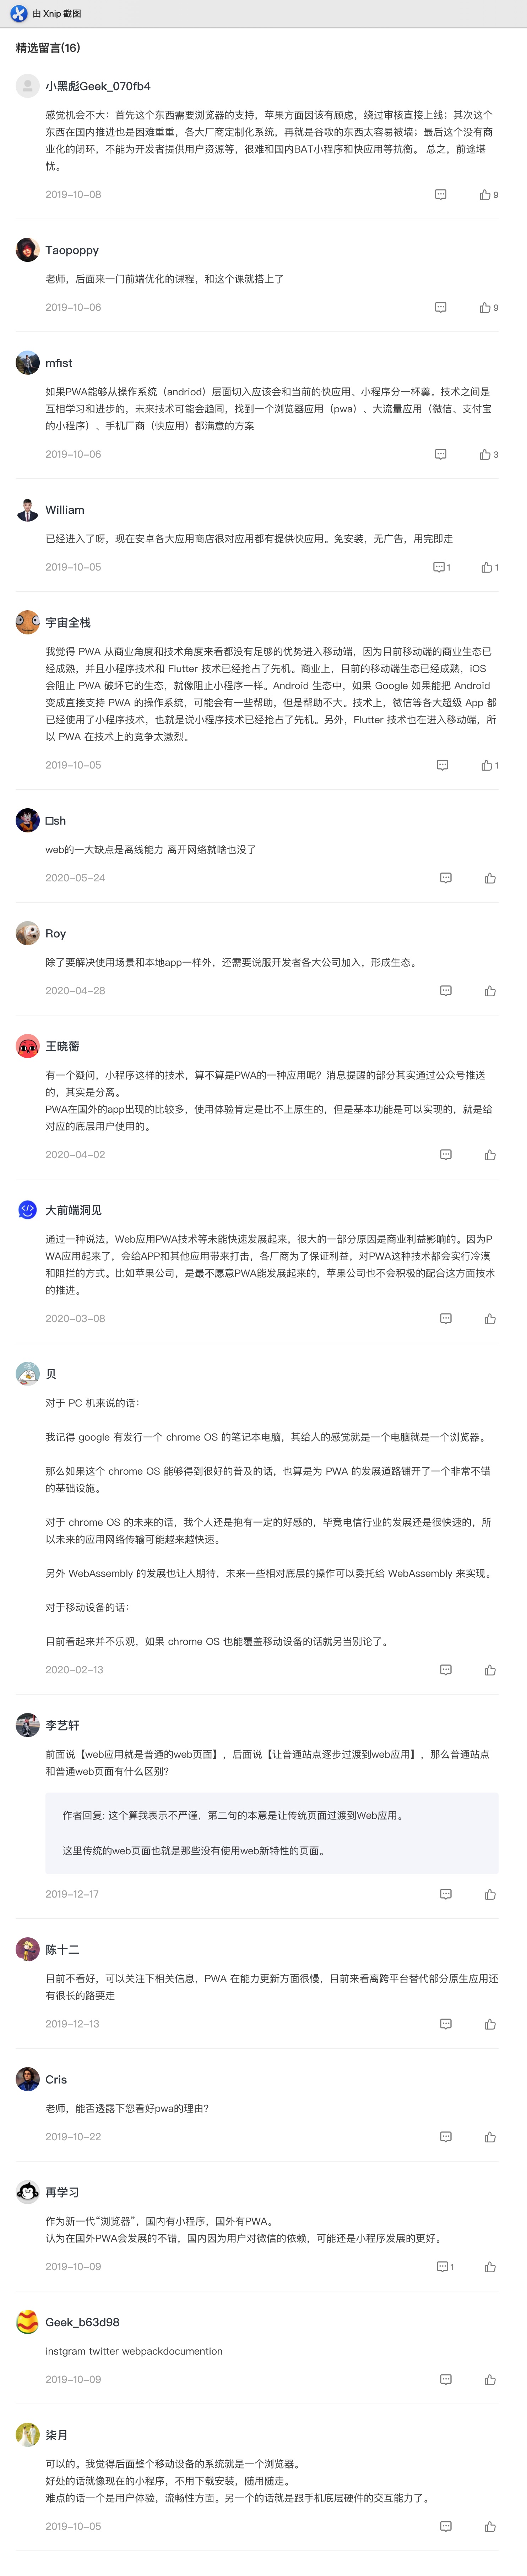 由 Xnip 截图
精选留言(16)
小黑彪Geek_070fb4
感觉机会不大：首先这个东西需要浏览器的支持，苹果方面因该有顾虑，绕过审核直接上线；其次这个
东西在国内推进也是困难重重，各大厂商定制化系统，再就是谷歌的东西太容易被墙；最后这个没有商
业化的闭环，不能为开发者提供用户资源等，很难和国内BAT小程序和快应用等抗衡。 总之，前途堪
忧。
2019-10-08
9
Taopoppy
老师，后面来一门前端优化的课程，和这个课就搭上了
2019-10-06
9
mfist
如果PWA能够从操作系统（andriod）层面切入应该会和当前的快应用、小程序分一杯羹。技术之间是
互相学习和进步的，未来技术可能会趋同，找到一个浏览器应用（pwa）、大流量应用（微信、支付宝
的小程序）、手机厂商（快应用）都满意的方案
2019-10-06
3
William
已经进入了呀，现在安卓各大应用商店很对应用都有提供快应用。免安装，无广告，用完即走
2019-10-05
1
1
宇宙全栈
我觉得 PWA 从商业角度和技术角度来看都没有足够的优势进入移动端，因为目前移动端的商业生态已
经成熟，并且小程序技术和 Flutter 技术已经抢占了先机。商业上，目前的移动端生态已经成熟，iOS
会阻止 PWA 破坏它的生态，就像阻止小程序一样。Android 生态中，如果 Google 如果能把 Android
变成直接支持 PWA 的操作系统，可能会有一些帮助，但是帮助不大。技术上，微信等各大超级 App 都
已经使用了小程序技术，也就是说小程序技术已经抢占了先机。另外，Flutter 技术也在进入移动端，所
以 PWA 在技术上的竞争太激烈。
2019-10-05
1
□sh
web的一大缺点是离线能力 离开网络就啥也没了
2020-05-24
Roy
除了要解决使用场景和本地app一样外，还需要说服开发者各大公司加入，形成生态。
2020-04-28
王晓蘅
有一个疑问，小程序这样的技术，算不算是PWA的一种应用呢？消息提醒的部分其实通过公众号推送
的，其实是分离。
PWA在国外的app出现的比较多，使用体验肯定是比不上原生的，但是基本功能是可以实现的，就是给
对应的底层用户使用的。
2020-04-02
大前端洞见
通过一种说法，Web应用PWA技术等未能快速发展起来，很大的一部分原因是商业利益影响的。因为P
WA应用起来了，会给APP和其他应用带来打击，各厂商为了保证利益，对PWA这种技术都会实行冷漠
和阻拦的方式。比如苹果公司，是最不愿意PWA能发展起来的，苹果公司也不会积极的配合这方面技术
的推进。
2020-03-08
贝
对于 PC 机来说的话：
我记得 google 有发行一个 chrome OS 的笔记本电脑，其给人的感觉就是一个电脑就是一个浏览器。
那么如果这个 chrome OS 能够得到很好的普及的话，也算是为 PWA 的发展道路铺开了一个非常不错
的基础设施。
对于 chrome OS 的未来的话，我个人还是抱有一定的好感的，毕竟电信行业的发展还是很快速的，所
以未来的应用网络传输可能越来越快速。
另外 WebAssembly 的发展也让人期待，未来一些相对底层的操作可以委托给 WebAssembly 来实现。
对于移动设备的话：
目前看起来并不乐观，如果 chrome OS 也能覆盖移动设备的话就另当别论了。
2020-02-13
李艺轩
前面说【web应用就是普通的web页面】，后面说【让普通站点逐步过渡到web应用】，那么普通站点
和普通web页面有什么区别？
作者回复: 这个算我表示不严谨，第二句的本意是让传统页面过渡到Web应用。
这里传统的web页面也就是那些没有使用web新特性的页面。
2019-12-17
陈十二
目前不看好，可以关注下相关信息，PWA 在能力更新方面很慢，目前来看离跨平台替代部分原生应用还
有很长的路要走
2019-12-13
Cris
老师，能否透露下您看好pwa的理由？
2019-10-22
再学习
作为新一代“浏览器”，国内有小程序，国外有PWA。
认为在国外PWA会发展的不错，国内因为用户对微信的依赖，可能还是小程序发展的更好。
2019-10-09
1
Geek_b63d98
instgram twitter webpackdocumention
2019-10-09
柒月
可以的。我觉得后面整个移动设备的系统就是一个浏览器。
好处的话就像现在的小程序，不用下载安装，随用随走。
难点的话一个是用户体验，流畅性方面。另一个的话就是跟手机底层硬件的交互能力了。
2019-10-05